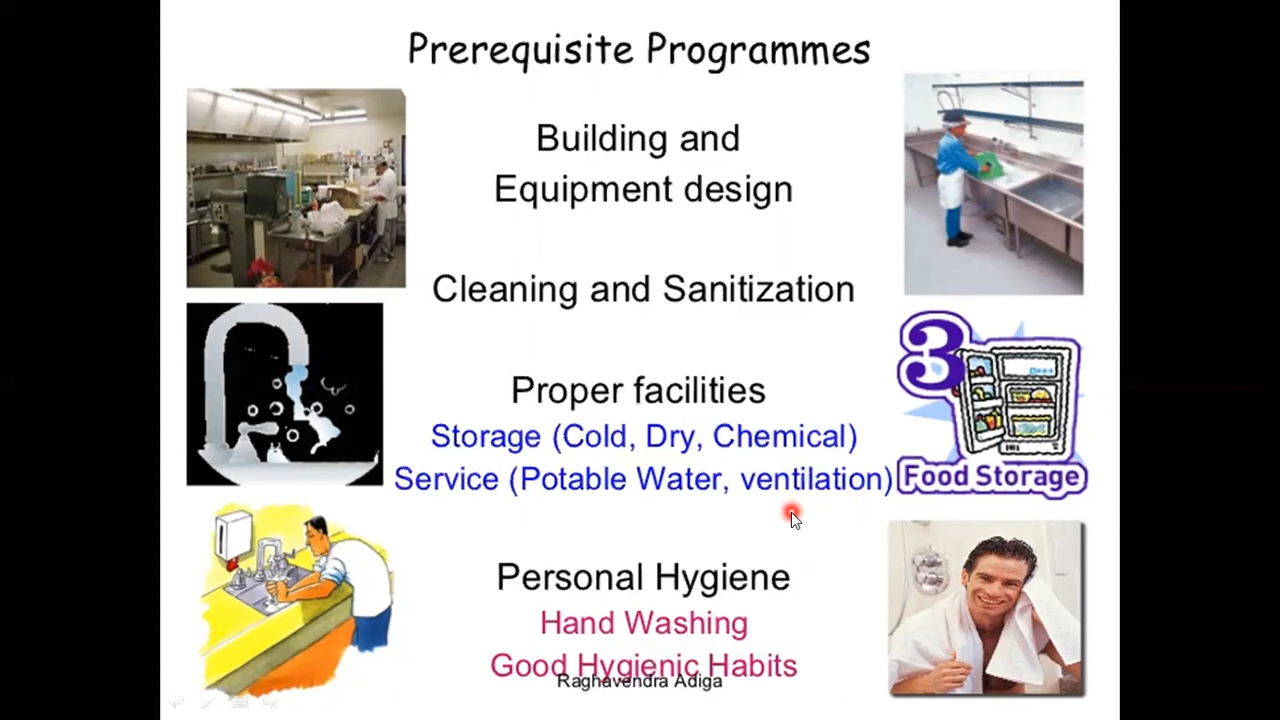 Prerequisite Programmes
Building and
Equipment design
Cleaning and Sanitization
Proper facilities
Storage (Cold, Dry, Chemical)
Service (Potable Water, ventilation)
3
Food Storage
Personal Hygiene
Hand Washing
Good Hygienic Habits
Raghavendra Adiga